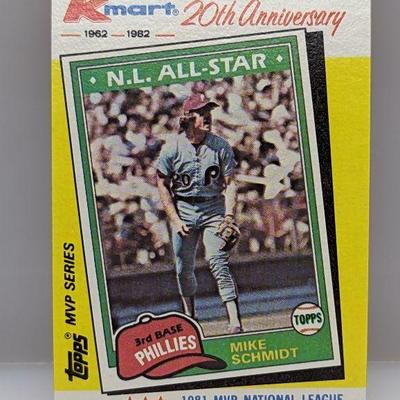 Kmart® 20th Anniversary
1962 - 1982
N.L. ALL-STAR
20 P
TOPPS MVP SERIES
3rd BASE
PHILLIES
MIKE
SCHMIDT
TOPPS
1981 MVP NATIONAL LEAGUE